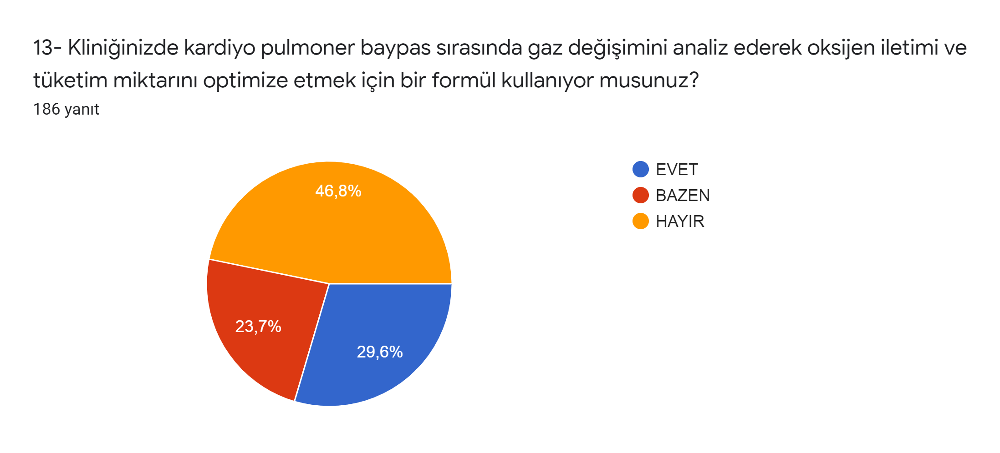 13- Kliniğinizde kardiyo pulmoner baypas sırasında gaz değişimini analiz ederek oksijen iletimi ve
tüketim miktarını optimize etmek için bir formül kullanıyor musunuz?
186 yanıt
46,8%
23,7%
29,6%
EVET
BAZEN
HAYIR